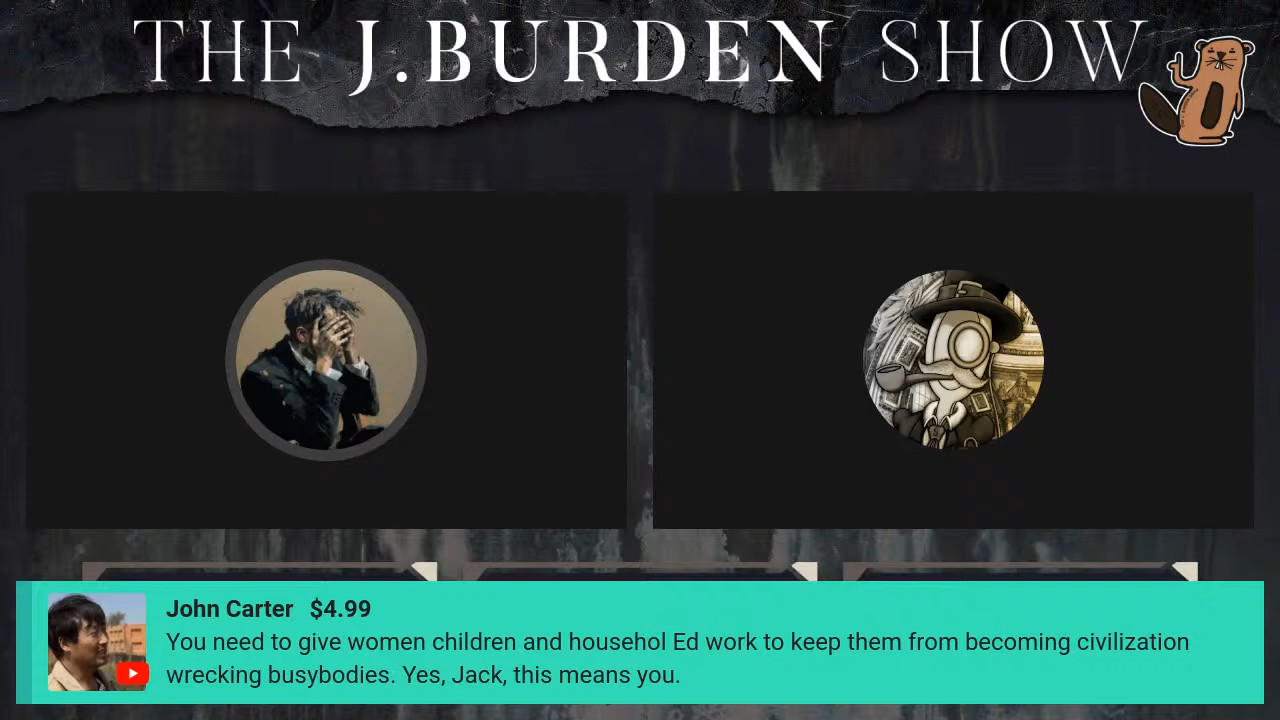 THE J.BURDEN SHOW
John Carter $4.99
You need to give women children and househol Ed work to keep them from becoming civilization
wrecking busybodies. Yes, Jack, this means you.